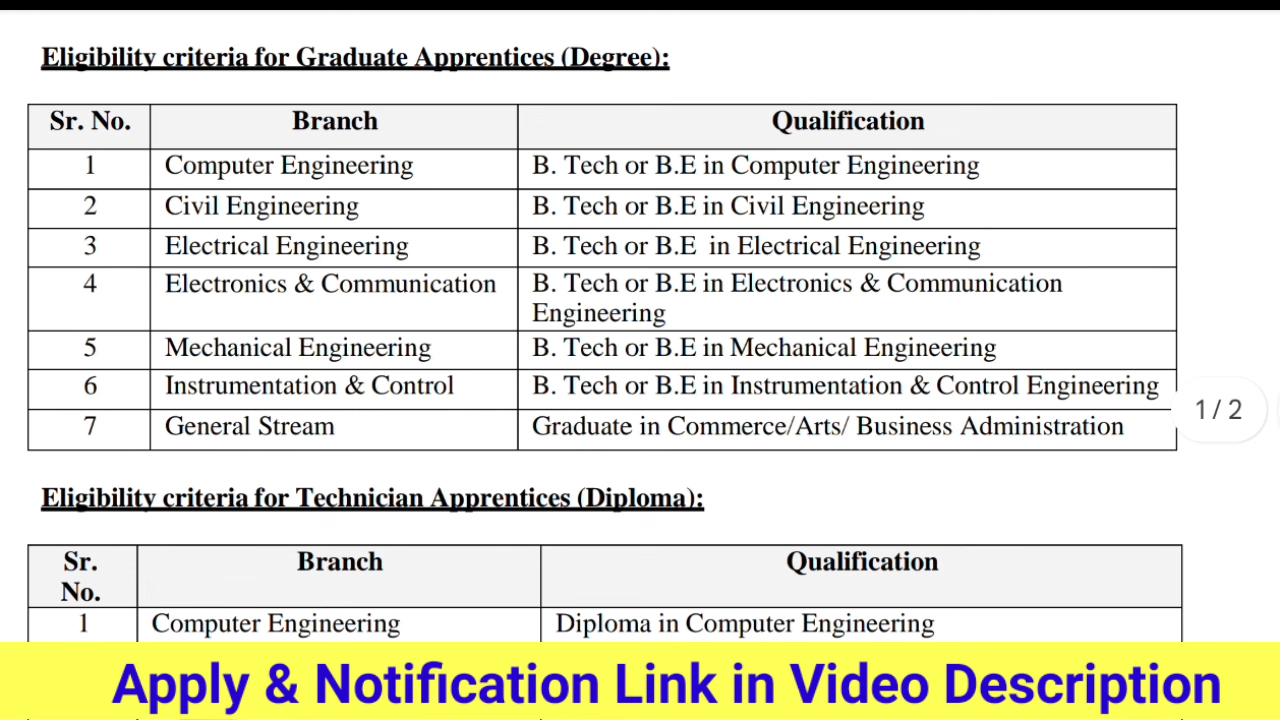 Eligibility criteria for Graduate Apprentices (Degree):
Sr. No. Branch Qualification
1 Computer Engineering B. Tech or B.E in Computer Engineering
2 Civil Engineering B. Tech or B.E in Civil Engineering
3 Electrical Engineering B. Tech or B.E in Electrical Engineering
4 Electronics & Communication B. Tech or B.E in Electronics & Communication
Engineering
5 Mechanical Engineering B. Tech or B.E in Mechanical Engineering
6 Instrumentation & Control B. Tech or B.E in Instrumentation & Control Engineering
1 / 2
7 General Stream Graduate in Commerce/Arts/ Business Administration
Eligibility criteria for Technician Apprentices (Diploma):
Sr. Branch Qualification
No.
1 Computer Engineering Diploma in Computer Engineering
Apply & Notification Link in Video Description